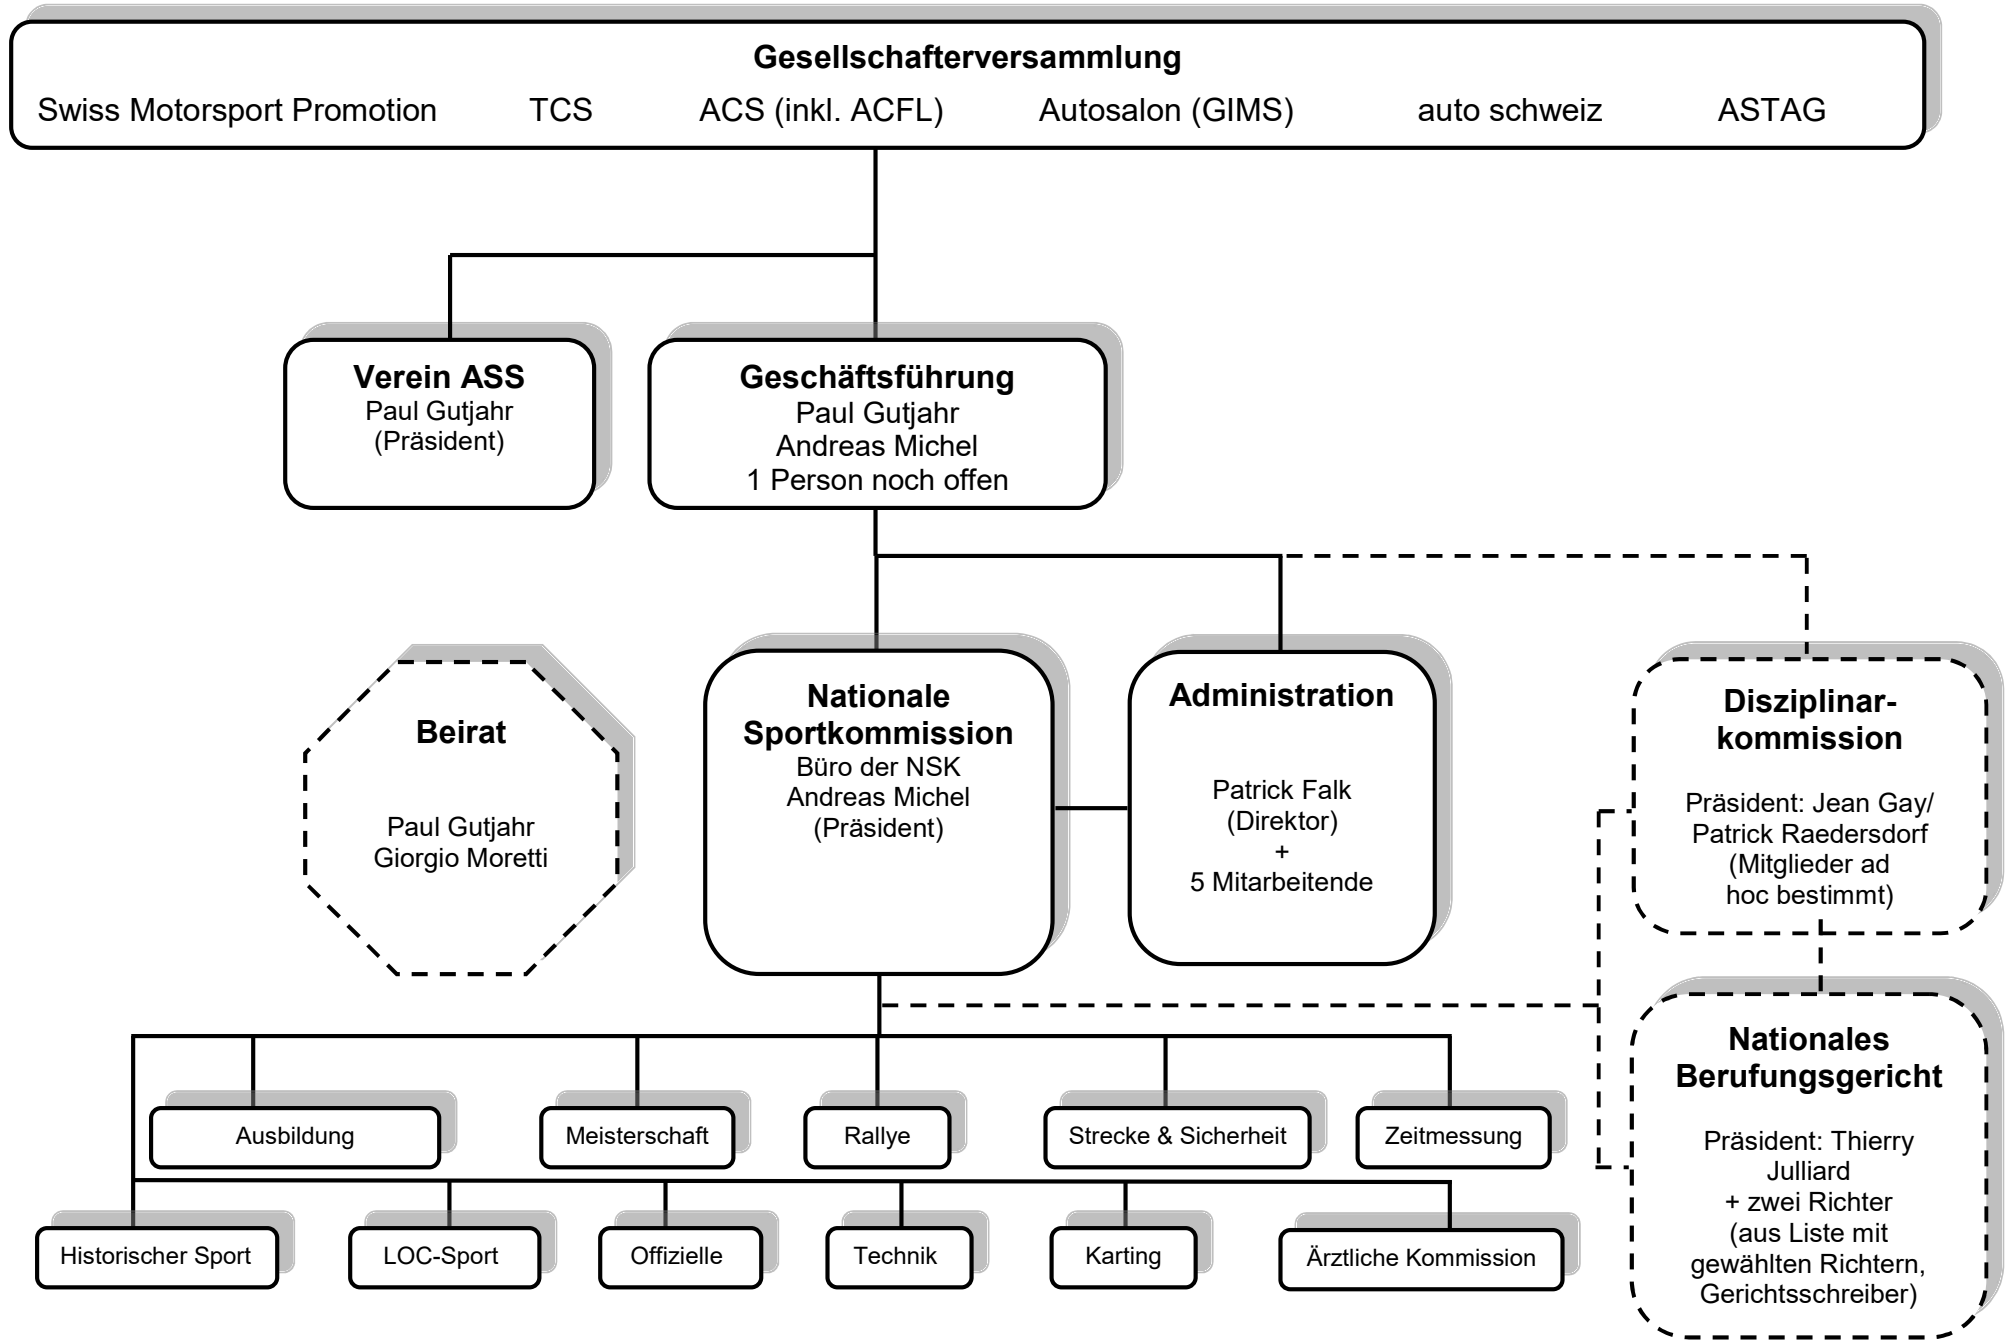 Gesellschafterversammlung
Swiss Motorsport Promotion TCS ACS (inkl. ACFL) Autosalon (GIMS) auto schweiz ASTAG
Verein ASS
Paul Gutjahr
(Präsident)
Geschäftsführung
Paul Gutjahr
Andreas Michel
1 Person noch offen
Beirat
Paul Gutjahr
Giorgio Moretti
Nationale
Sportkommission
Büro der NSK
Andreas Michel
(Präsident)
Administration
Patrick Falk
(Direktor)
+
5 Mitarbeitende
Disziplinar-
kommission
Präsident: Jean Gay/
Patrick Raedersdorf
(Mitglieder ad
hoc bestimmt)
Nationales
Berufungsgericht
Präsident: Thierry
Julliard
+ zwei Richter
(aus Liste mit
gewählten Richtern,
Gerichtsschreiber)
Ausbildung
Meisterschaft
Rallye
Strecke & Sicherheit
Zeitmessung
Historischer Sport
LOC-Sport
Offizielle
Technik
Karting
Ärztliche Kommission